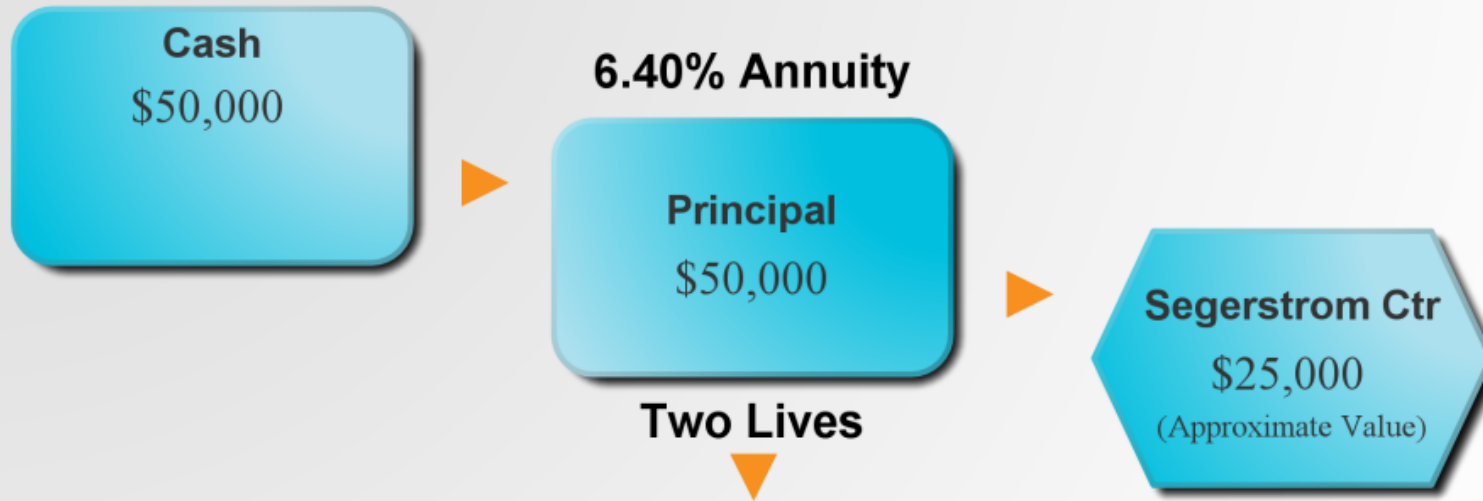 Cash
$50,000
6.40% Annuity
Principal
$50,000
Two Lives
Segerstrom Ctr
$25,000
(Approximate Value)